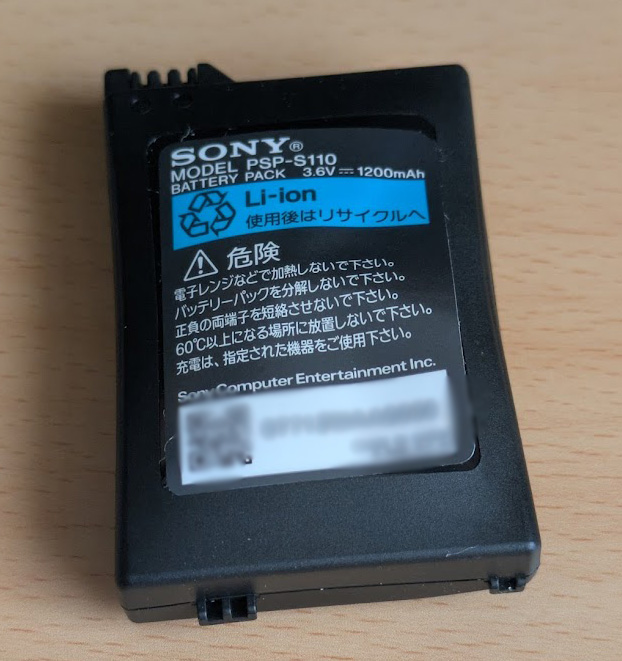 SONY®
MODEL PSP-S110
BATTERY PACK 3.6V⎓1200mAh
Li-ion
使用後はリサイクルへ
危険
電子レンジなどで加熱しないで下さい。
バッテリーパックを分解しないで下さい。
正負の両端子を短絡させないで下さい。
60℃以上になる場所に放置しないで下さい。
充電は、指定された機器をご使用下さい。
Sony Computer Entertainment Inc.